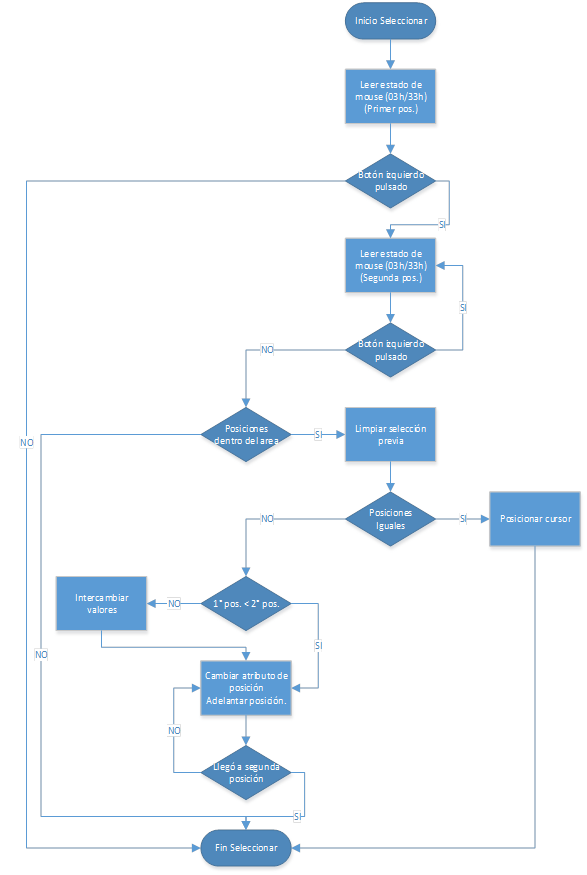 Inicio Seleccionar
Leer estado de
mouse (03h/33h)
(Primer pos.)
Botón izquierdo
pulsado
SI
Leer estado de
mouse (03h/33h)
(Segunda pos.)
SI
Botón izquierdo
pulsado
NO
Posiciones
dentro del area
SI
Limpiar selección
previa
NO
Posiciones
Iguales
SI
Posicionar cursor
NO
Intercambiar
valores
NO
1° pos. < 2° pos.
SI
NO
Cambiar atributo de
posición
Adelantar posición.
NO
Llegó a segunda
posición
SI
Fin Seleccionar